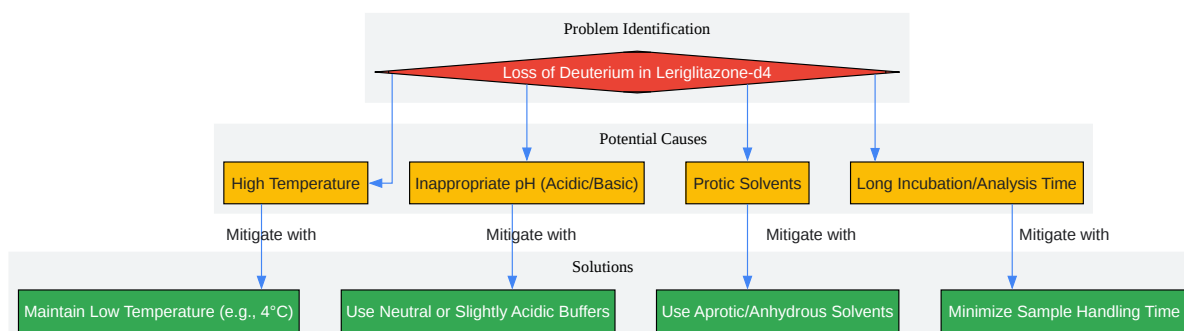 Problem Identification
Loss of Deuterium in Leriglitazone-d4
Potential Causes
High Temperature
Inappropriate pH (Acidic/Basic)
Protic Solvents
Long Incubation/Analysis Time
Mitigate with
Mitigate with
Mitigate with
Mitigate with
Solutions
Maintain Low Temperature (e.g., 4°C)
Use Neutral or Slightly Acidic Buffers
Use Aprotic/Anhydrous Solvents
Minimize Sample Handling Time